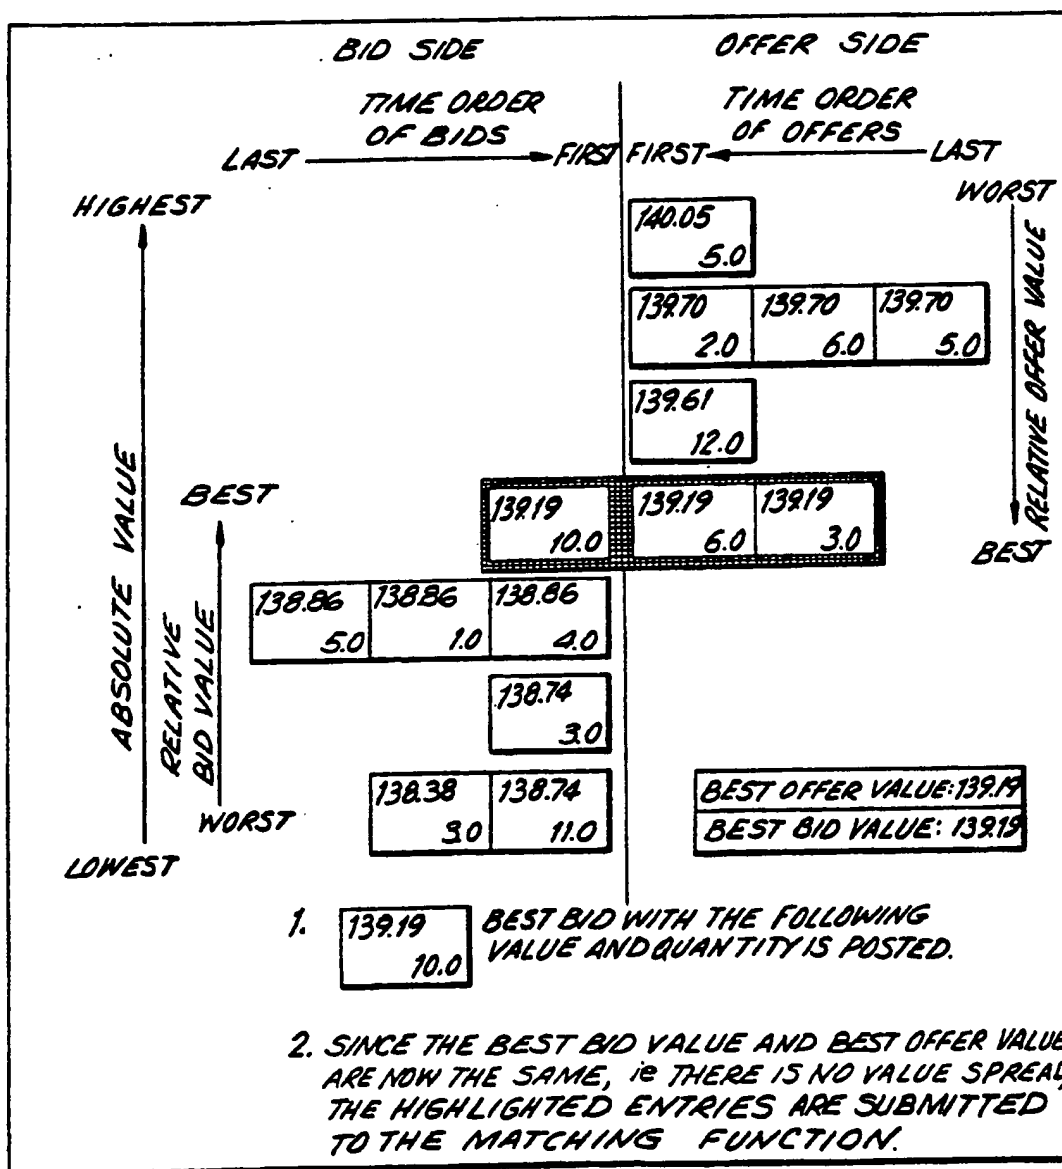 BID SIDE
OFFER SIDE
TIME ORDER
OF BIDS
TIME ORDER
OF OFFERS
LAST
FIRST
FIRST
LAST
HIGHEST
WORST
140.05
5.0
139.70
2.0
139.70
6.0
139.70
5.0
139.61
12.0
RELATIVE OFFER VALUE
BEST
139.19
10.0
139.19
6.0
139.19
3.0
BEST
ABSOLUTE VALUE
RELATIVE
BID VALUE
138.86
5.0
138.86
1.0
138.86
4.0
138.74
3.0
138.38
3.0
138.74
11.0
WORST
LOWEST
BEST OFFER VALUE: 139.19
BEST BID VALUE: 139.19
1.
139.19
10.0
BEST BID WITH THE FOLLOWING
VALUE AND QUANTITY IS POSTED.
2. SINCE THE BEST BID VALUE AND BEST OFFER VALUE
ARE NOW THE SAME, ie THERE IS NO VALUE SPREAD,
THE HIGHLIGHTED ENTRIES ARE SUBMITTED
TO THE MATCHING FUNCTION.